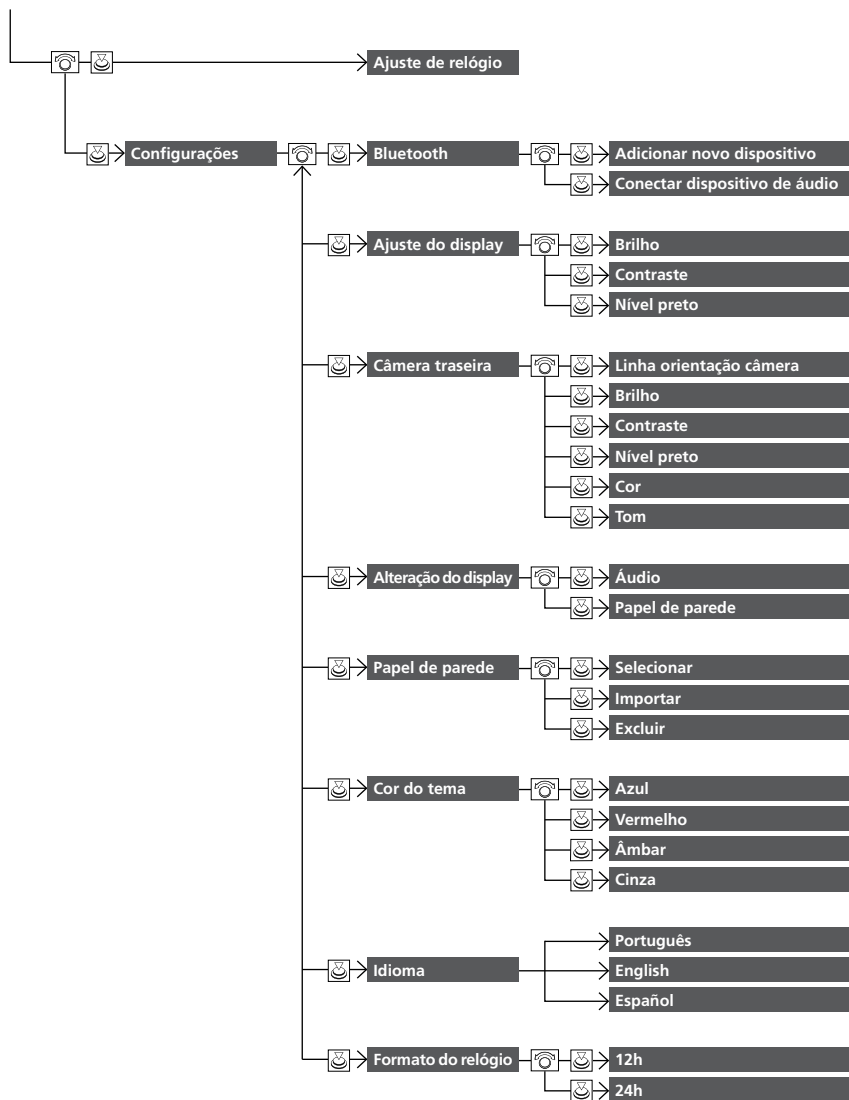 Ajuste de relógio
Configurações
Bluetooth
Adicionar novo dispositivo
Conectar dispositivo de áudio
Ajuste do display
Brilho
Contraste
Nível preto
Câmera traseira
Linha orientação câmera
Brilho
Contraste
Nível preto
Cor
Tom
Alteração do display
Áudio
Papel de parede
Papel de parede
Selecionar
Importar
Excluir
Cor do tema
Azul
Vermelho
Âmbar
Cinza
Idioma
Português
English
Español
Formato do relógio
12h
24h